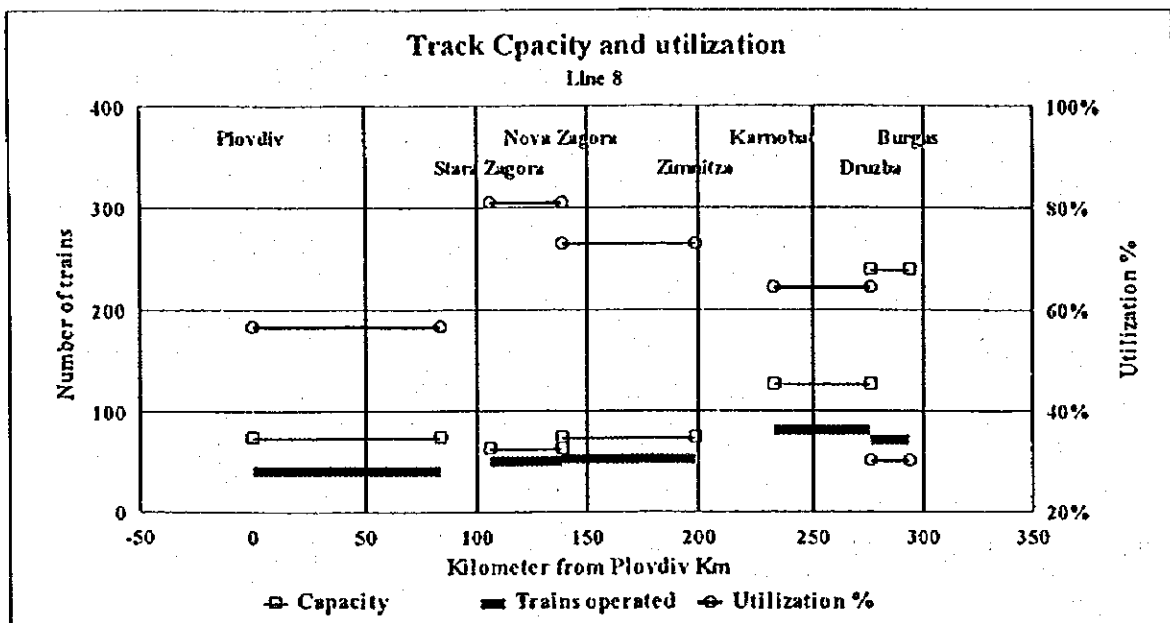 Track Cpacity and utilization
Line 8
400
300
200
100
0
Number of trains
Plovdiv
Nova Zagora
Karnobat
Burgas
Stara Zagora
Zimnitza
Druzba
100%
80%
60%
40%
20%
Utilization %
-50 0 50 100 150 200 250 300 350
Kilometer from Plovdiv Km
Capacity Trains operated Utilization %